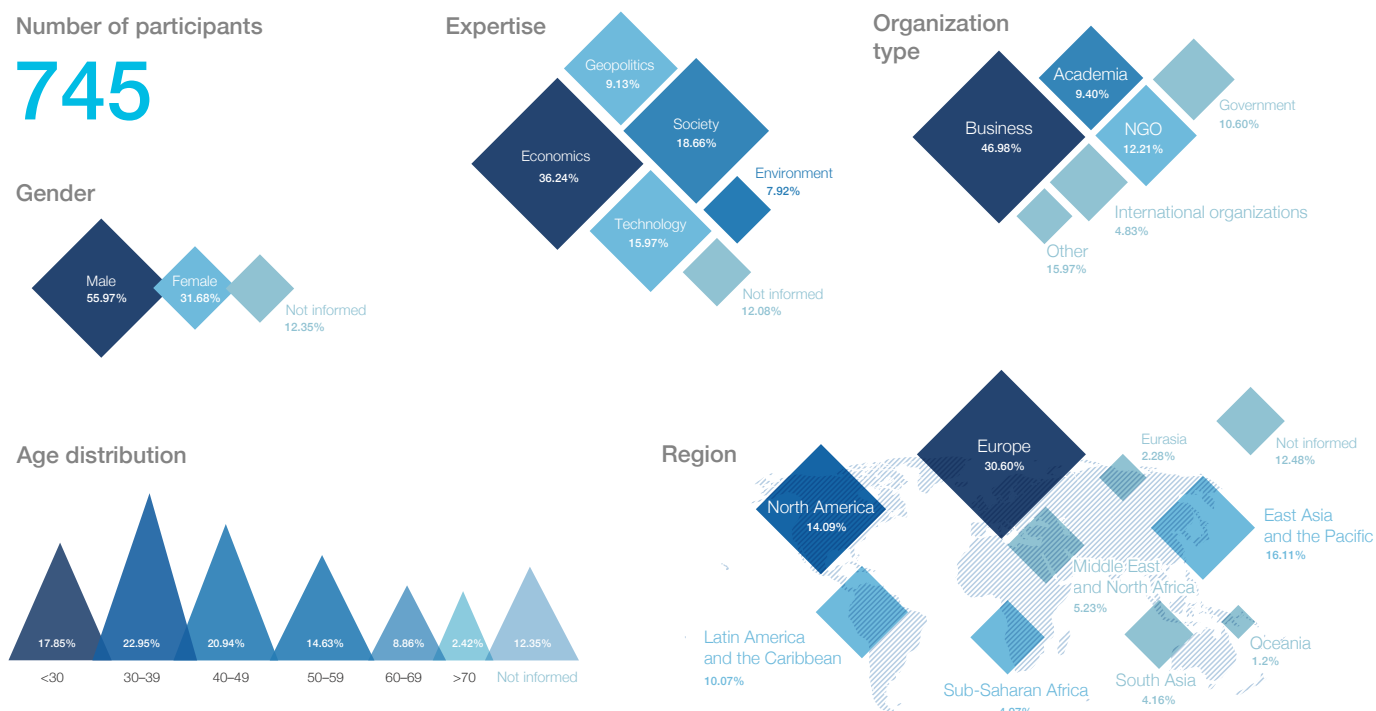 Number of participants
745
Gender
Male
55.97%
Female
31.68%
Not informed
12.35%
Expertise
Geopolitics
9.13%
Society
18.66%
Economics
36.24%
Environment
7.92%
Technology
15.97%
Not informed
12.08%
Organization
type
Academia
9.40%
Government
10.60%
Business
46.98%
NGO
12.21%
International organizations
4.83%
Other
15.97%
Age distribution
17.85%
22.95%
20.94%
14.63%
8.86%
2.42%
12.35%
<30
30–39
40–49
50–59
60–69
>70
Not informed
Region
Europe
30.60%
Eurasia
2.28%
Not informed
12.48%
North America
14.09%
East Asia
and the Pacific
16.11%
Middle East
and North Africa
5.23%
Latin America
and the Caribbean
10.07%
Oceania
1.2%
South Asia
4.16%
Sub-Saharan Africa